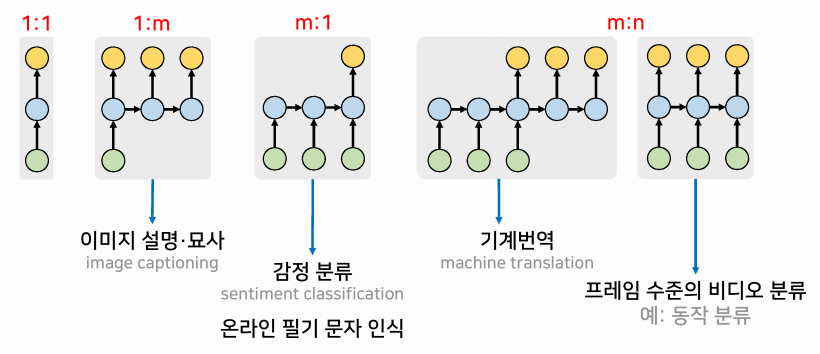 1:1
1:m
m:1
m:n
이미지 설명·묘사
image captioning
감정 분류
sentiment classification
온라인 필기 문자 인식
기계번역
machine translation
프레임 수준의 비디오 분류
예: 동작 분류